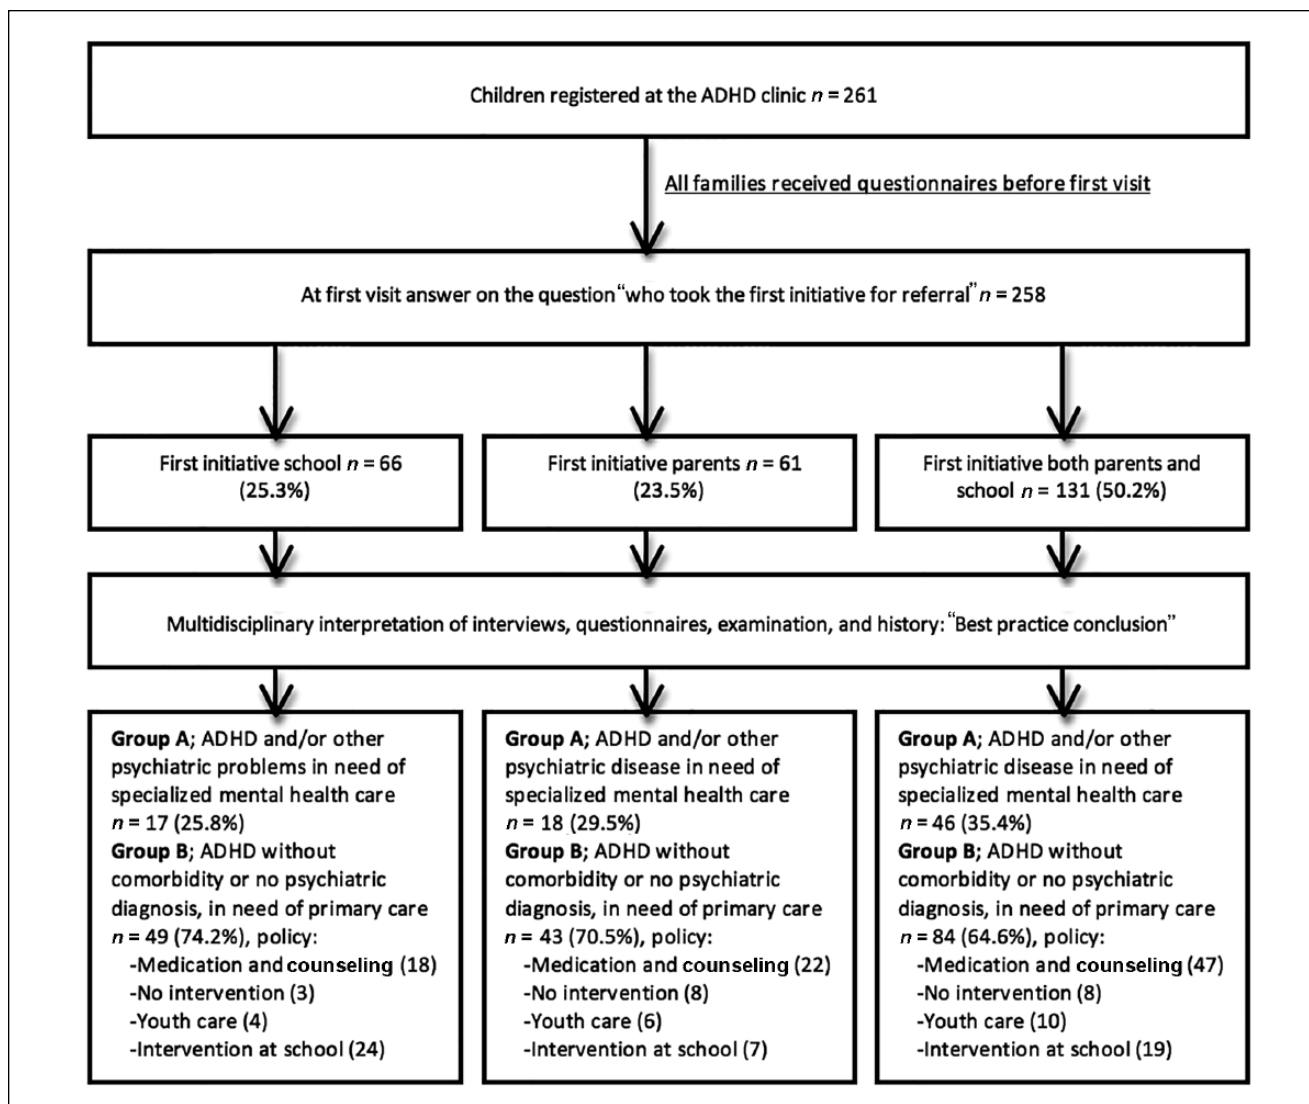 Children registered at the ADHD clinic n = 261
All families received questionnaires before first visit
At first visit answer on the question “who took the first initiative for referral” n = 258
First initiative school n = 66
(25.3%)
First initiative parents n = 61
(23.5%)
First initiative both parents and
school n = 131 (50.2%)
Multidisciplinary interpretation of interviews, questionnaires, examination, and history: “Best practice conclusion”
Group A; ADHD and/or other
psychiatric problems in need of
specialized mental health care
n = 17 (25.8%)
Group B; ADHD without
comorbidity or no psychiatric
diagnosis, in need of primary care
n = 49 (74.2%), policy:
-Medication and counseling (18)
-No intervention (3)
-Youth care (4)
-Intervention at school (24)
Group A; ADHD and/or other
psychiatric disease in need of
specialized mental health care
n = 18 (29.5%)
Group B; ADHD without
comorbidity or no psychiatric
diagnosis, in need of primary care
n = 43 (70.5%), policy:
-Medication and counseling (22)
-No intervention (8)
-Youth care (6)
-Intervention at school (7)
Group A; ADHD and/or other
psychiatric disease in need of
specialized mental health care
n = 46 (35.4%)
Group B; ADHD without
comorbidity or no psychiatric
diagnosis, in need of primary care
n = 84 (64.6%), policy:
-Medication and counseling (47)
-No intervention (8)
-Youth care (10)
-Intervention at school (19)